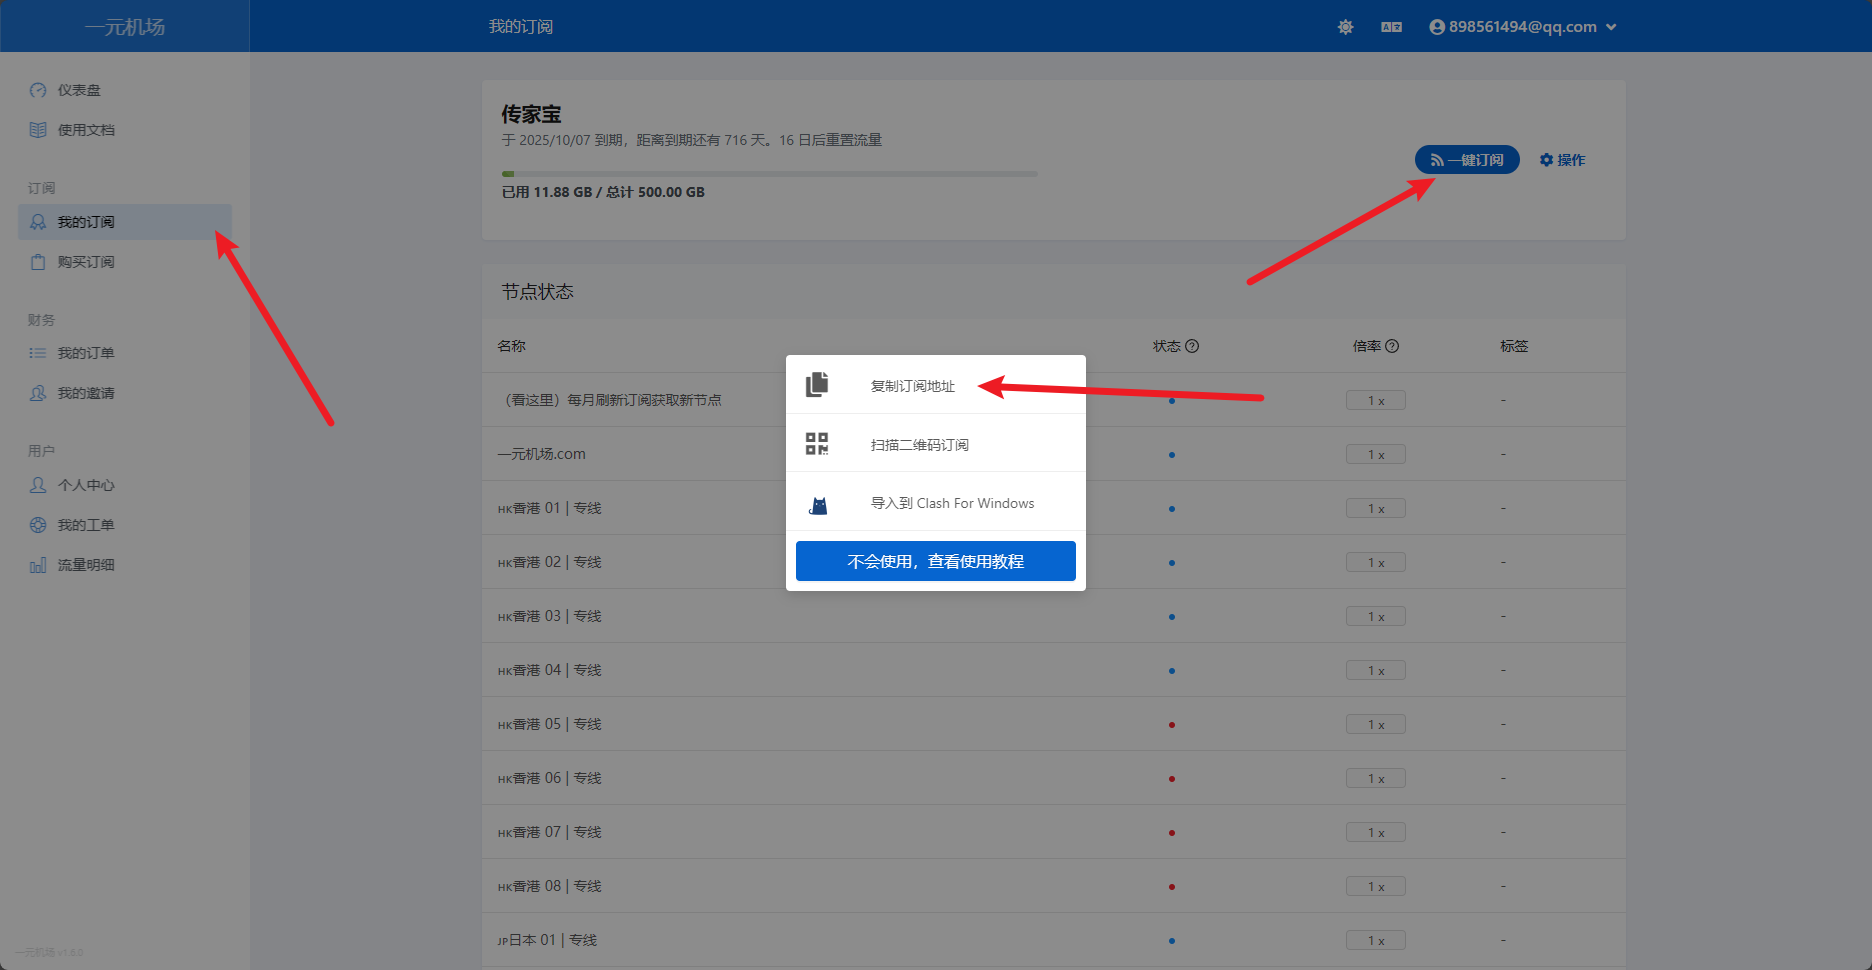 一元机场
我的订阅
898561494@qq.com
仪表盘
使用文档
订阅
我的订阅
购买订阅
财务
我的订单
我的邀请
用户
个人中心
我的工单
流量明细
一元机场 v1.6.0
传家宝
于 2025/10/07 到期，距离到期还有 716 天。16 日后重置流量
已用 11.88 GB / 总计 500.00 GB
一键订阅
操作
节点状态
名称 状态 倍率 标签
（看这里）每月刷新订阅获取新节点 1 x -
一元机场.com 1 x -
HK香港 01 | 专线 1 x -
HK香港 02 | 专线 1 x -
HK香港 03 | 专线 1 x -
HK香港 04 | 专线 1 x -
HK香港 05 | 专线 1 x -
HK香港 06 | 专线 1 x -
HK香港 07 | 专线 1 x -
HK香港 08 | 专线 1 x -
JP日本 01 | 专线 1 x -
复制订阅地址
扫描二维码订阅
导入到 Clash For Windows
不会使用，查看使用教程